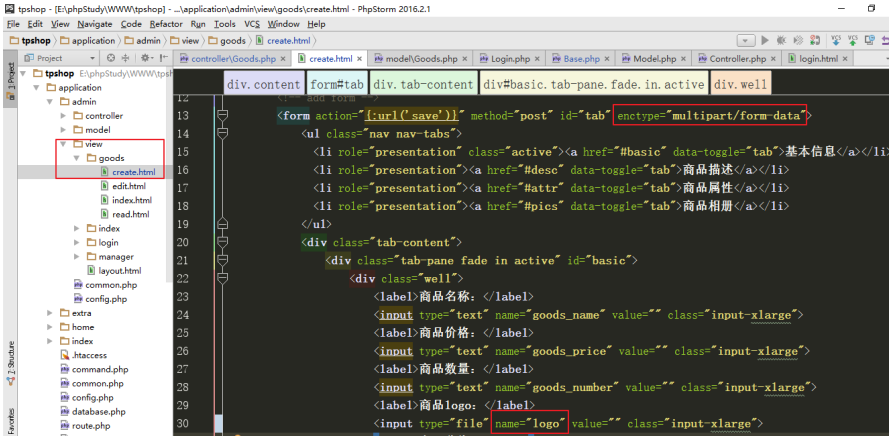 tpshop - [E:\phpStudy\WWW\tpshop] - ...\application\admin\view\goods\create.html - PhpStorm 2016.2.1
File Edit View Navigate Code Refactor Run Tools VCS Window Help
tpshop application admin view goods create.html
Project controller\Goods.php create.html model\Goods.php Login.php Base.php Model.php Controller.php login.html
1: Project
tpshop E:\phpStudy\WWW\tpsh
application
admin
controller
model
view
goods
create.html
edit.html
index.html
read.html
index
login
manager
layout.html
common.php
config.php
extra
home
index
.htaccess
command.php
common.php
config.php
database.php
route.php
7: Structure
Favorites
div.content form#tab div.tab-content div#basic.tab-pane.fade.in.active div.well
12 <!-- add form -->
13 <form action="{:url('save')}" method="post" id="tab" enctype="multipart/form-data">
14 <ul class="nav nav-tabs">
15 <li role="presentation" class="active"><a href="#basic" data-toggle="tab">基本信息</a></li>
16 <li role="presentation"><a href="#desc" data-toggle="tab">商品描述</a></li>
17 <li role="presentation"><a href="#attr" data-toggle="tab">商品属性</a></li>
18 <li role="presentation"><a href="#pics" data-toggle="tab">商品相册</a></li>
19 </ul>
20 <div class="tab-content">
21 <div class="tab-pane fade in active" id="basic">
22 <div class="well">
23 <label>商品名称：</label>
24 <input type="text" name="goods_name" value="" class="input-xlarge">
25 <label>商品价格：</label>
26 <input type="text" name="goods_price" value="" class="input-xlarge">
27 <label>商品数量：</label>
28 <input type="text" name="goods_number" value="" class="input-xlarge">
29 <label>商品logo：</label>
30 <input type="file" name="logo" value="" class="input-xlarge">